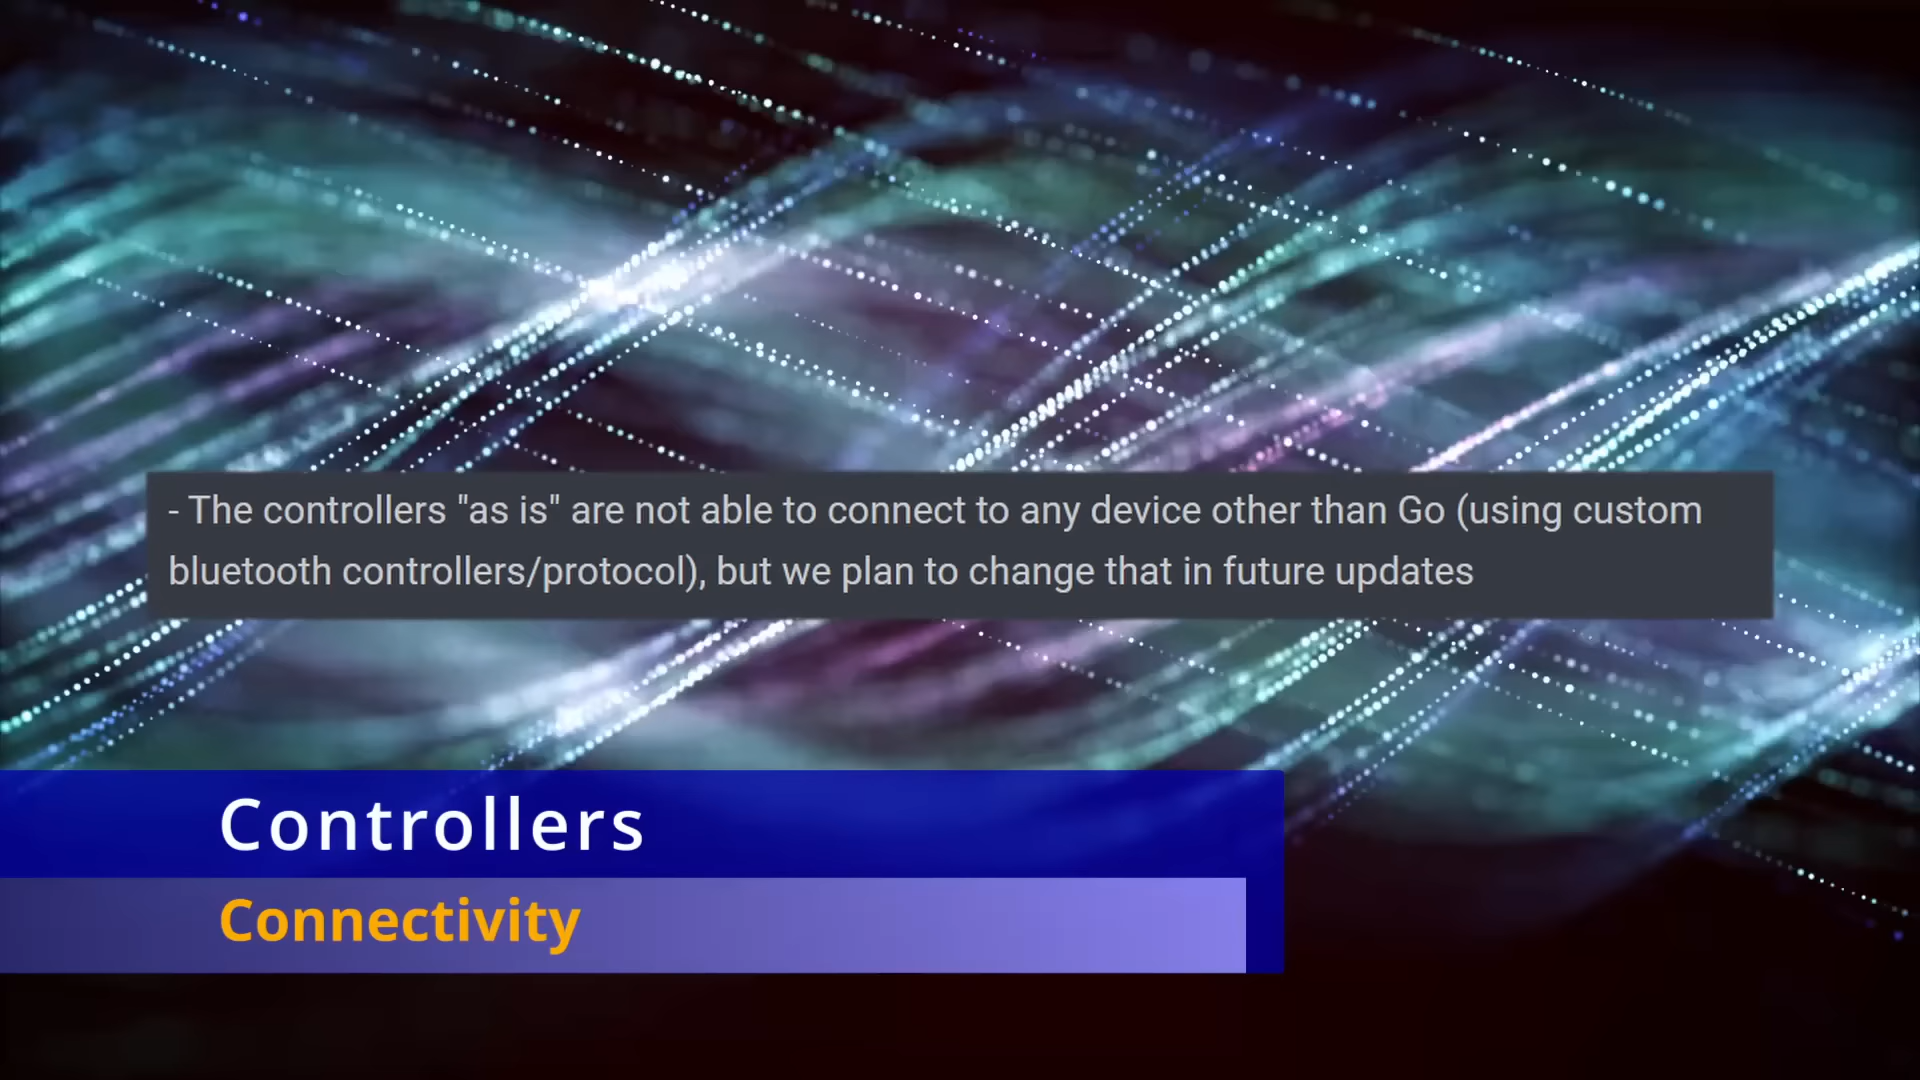 - The controllers "as is" are not able to connect to any device other than Go (using custom
bluetooth controllers/protocol), but we plan to change that in future updates
Controllers
Connectivity